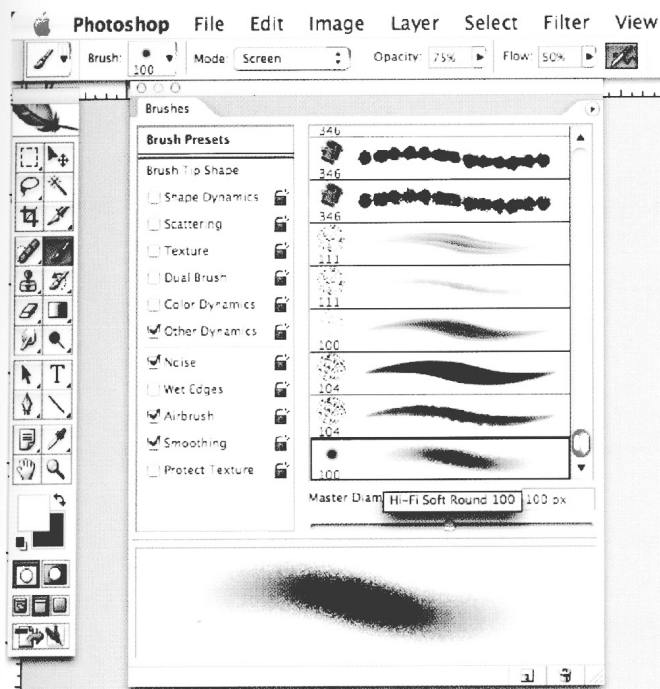 Photoshop File Edit Image Layer Select Filter View
Brush: 100 Mode: Screen Opacity: 75% Flow: 50%
Brushes
Brush Presets
Brush Tip Shape
Shape Dynamics
Scattering
Texture
Dual Brush
Color Dynamics
Other Dynamics
Noise
Wet Edges
Airbrush
Smoothing
Protect Texture
346
346
346
111
111
100
104
104
100
Master Diam
Hi-Fi Soft Round 100
100 px
T